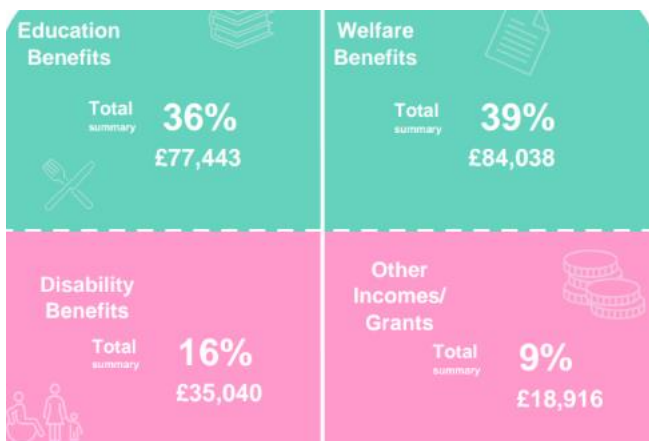 Education
Benefits
Total
summary
36%
£77,443
Welfare
Benefits
Total
summary
39%
£84,038
Disability
Benefits
Total
summary
16%
£35,040
Other
Incomes/
Grants
Total
summary
9%
£18,916